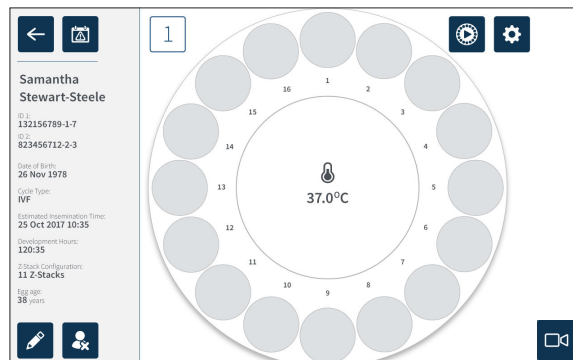 1
Samantha
Stewart-Steele
ID 1:
132156789-1-7
ID 2:
823456712-2-3
Date of Birth:
26 Nov 1978
Cycle Type:
IVF
Estimated Insemination Time:
25 Oct 2017 10:35
Development Hours:
120:35
Z-Stack Configuration:
11 Z-Stacks
Egg age:
38 years
1
2
3
4
5
6
7
8
9
10
11
12
13
14
15
16
37.0⁰C